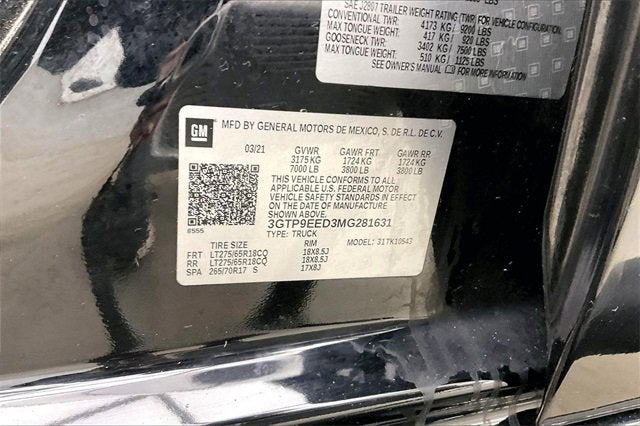 SAE J2807 TRAILER WEIGHT RATING (TWR) FOR VEHICLE CONFIGURATION
CONVENTIONAL TWR: 4173 KG / 9200 LBS
MAX TONGUE WEIGHT: 417 KG / 920 LBS
GOOSENECK TWR: 3402 KG / 7500 LBS
MAX TONGUE WEIGHT: 510 KG / 1125 LBS
SEE OWNER'S MANUAL FOR MORE INFORMATION
GM
MFD BY GENERAL MOTORS DE MEXICO, S. DE R.L. DE C.V.
03/21 GVWR GAWR FRT GAWR RR
3175 KG 1724 KG 1724 KG
7000 LB 3800 LB 3800 LB
THIS VEHICLE CONFORMS TO ALL
APPLICABLE U.S. FEDERAL MOTOR
VEHICLE SAFETY STANDARDS IN EFFECT
ON THE DATE OF MANUFACTURE
SHOWN ABOVE.
8555 3GTP9EED3MG281631
TYPE: TRUCK
TIRE SIZE RIM MODEL: 31TK10543
FRT LT275/65R18CQ 18X8.5J
RR LT275/65R18CQ 18X8.5J
SPA 265/70R17 S 17X8J